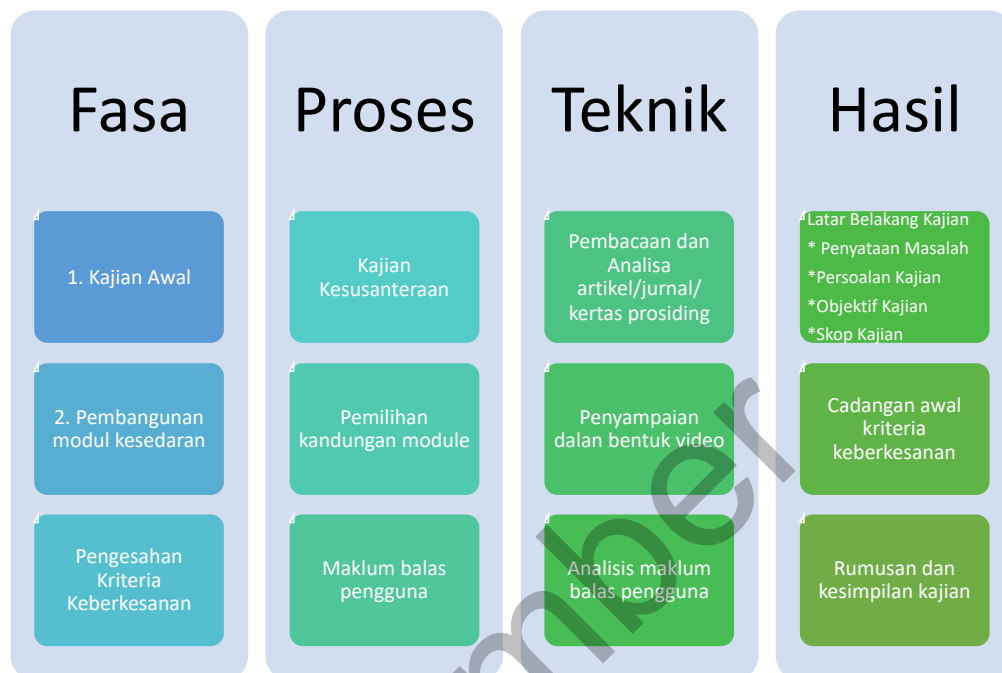 Fasa
1. Kajian Awal
2. Pembangunan
modul kesedaran
Pengesahan
Kriteria
Keberkesanan
Proses
Kajian
Kesusanteraan
Pemilihan
kandungan module
Maklum balas
pengguna
Teknik
Pembacaan dan
Analisa
artikel/jurnal/
kertas prosiding
Penyampaian
dalan bentuk video
Analisis maklum
balas pengguna
Hasil
Latar Belakang Kajian
* Penyataan Masalah
*Persoalan Kajian
*Objektif Kajian
*Skop Kajian
Cadangan awal
kriteria
keberkesanan
Rumusan dan
kesimpilan kajian
mber